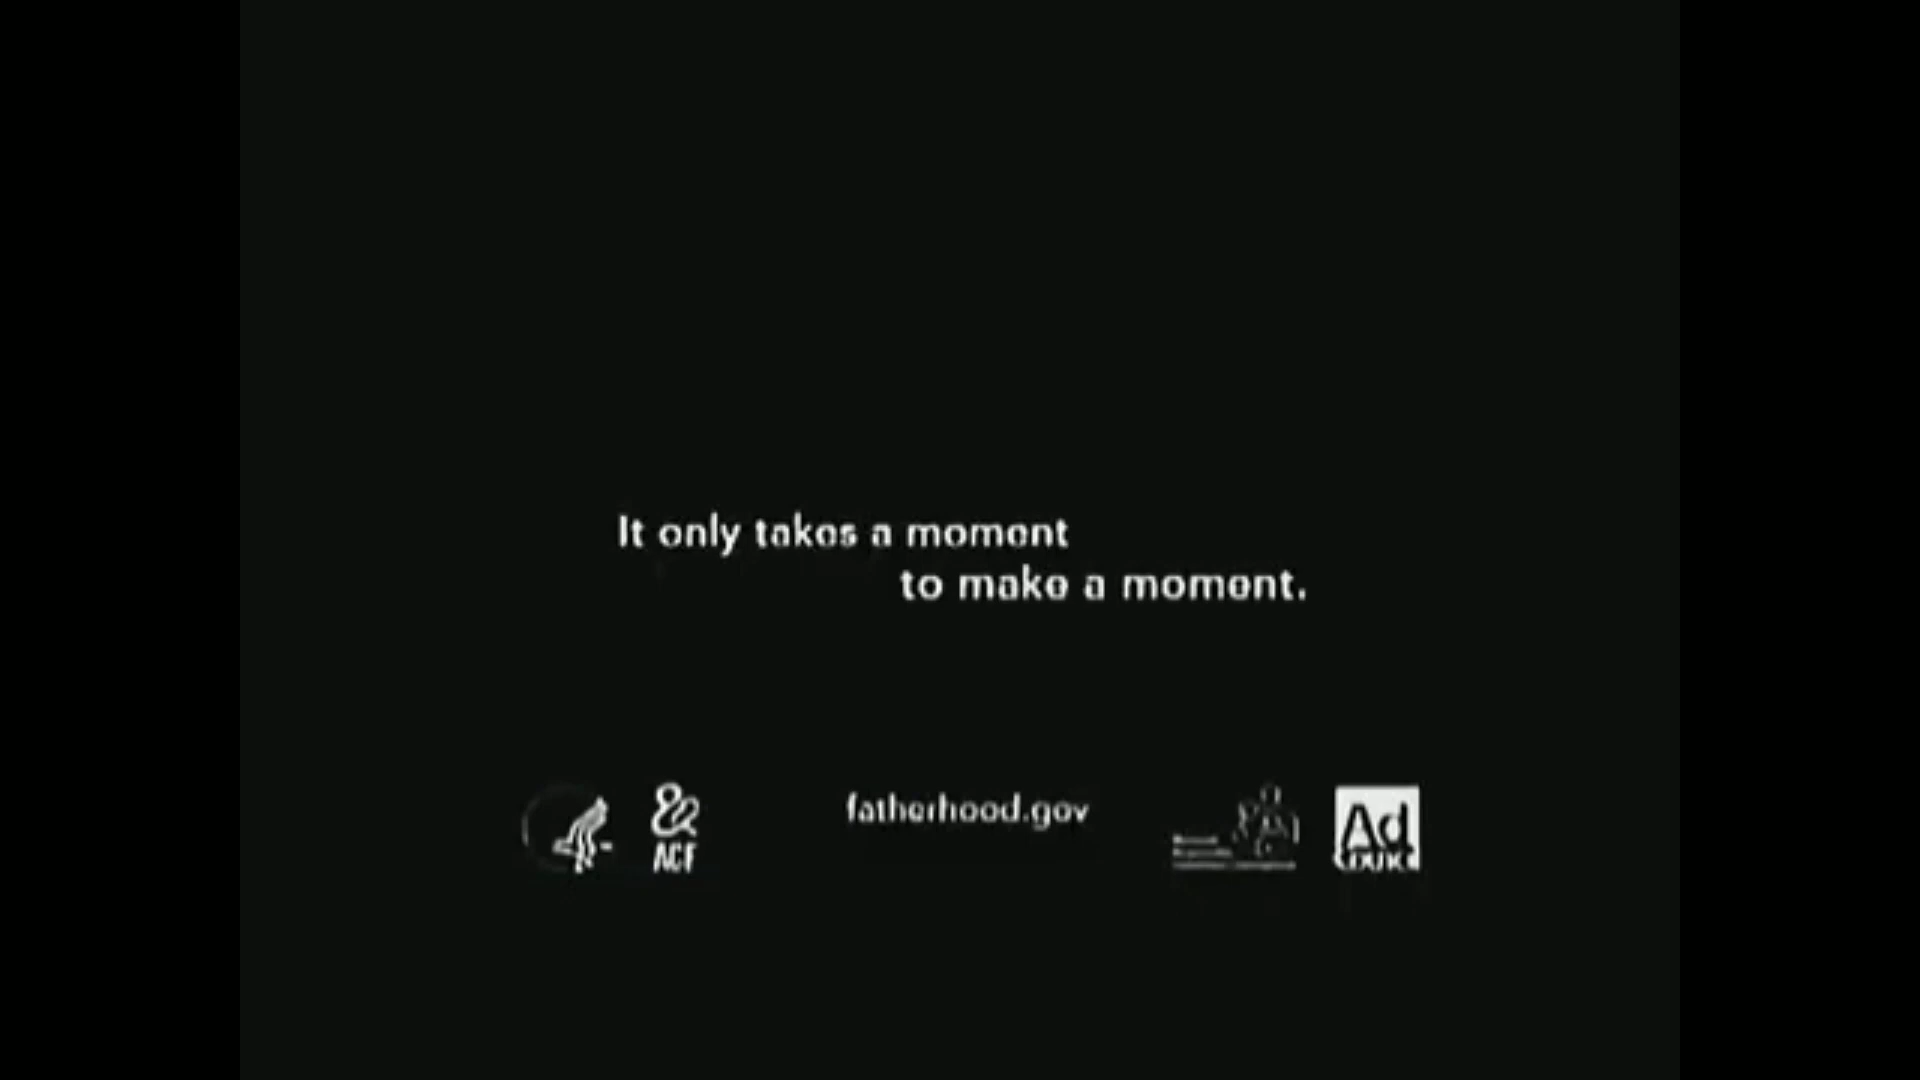 It only takes a moment
to make a moment.
ACF
fatherhood.gov
Ad